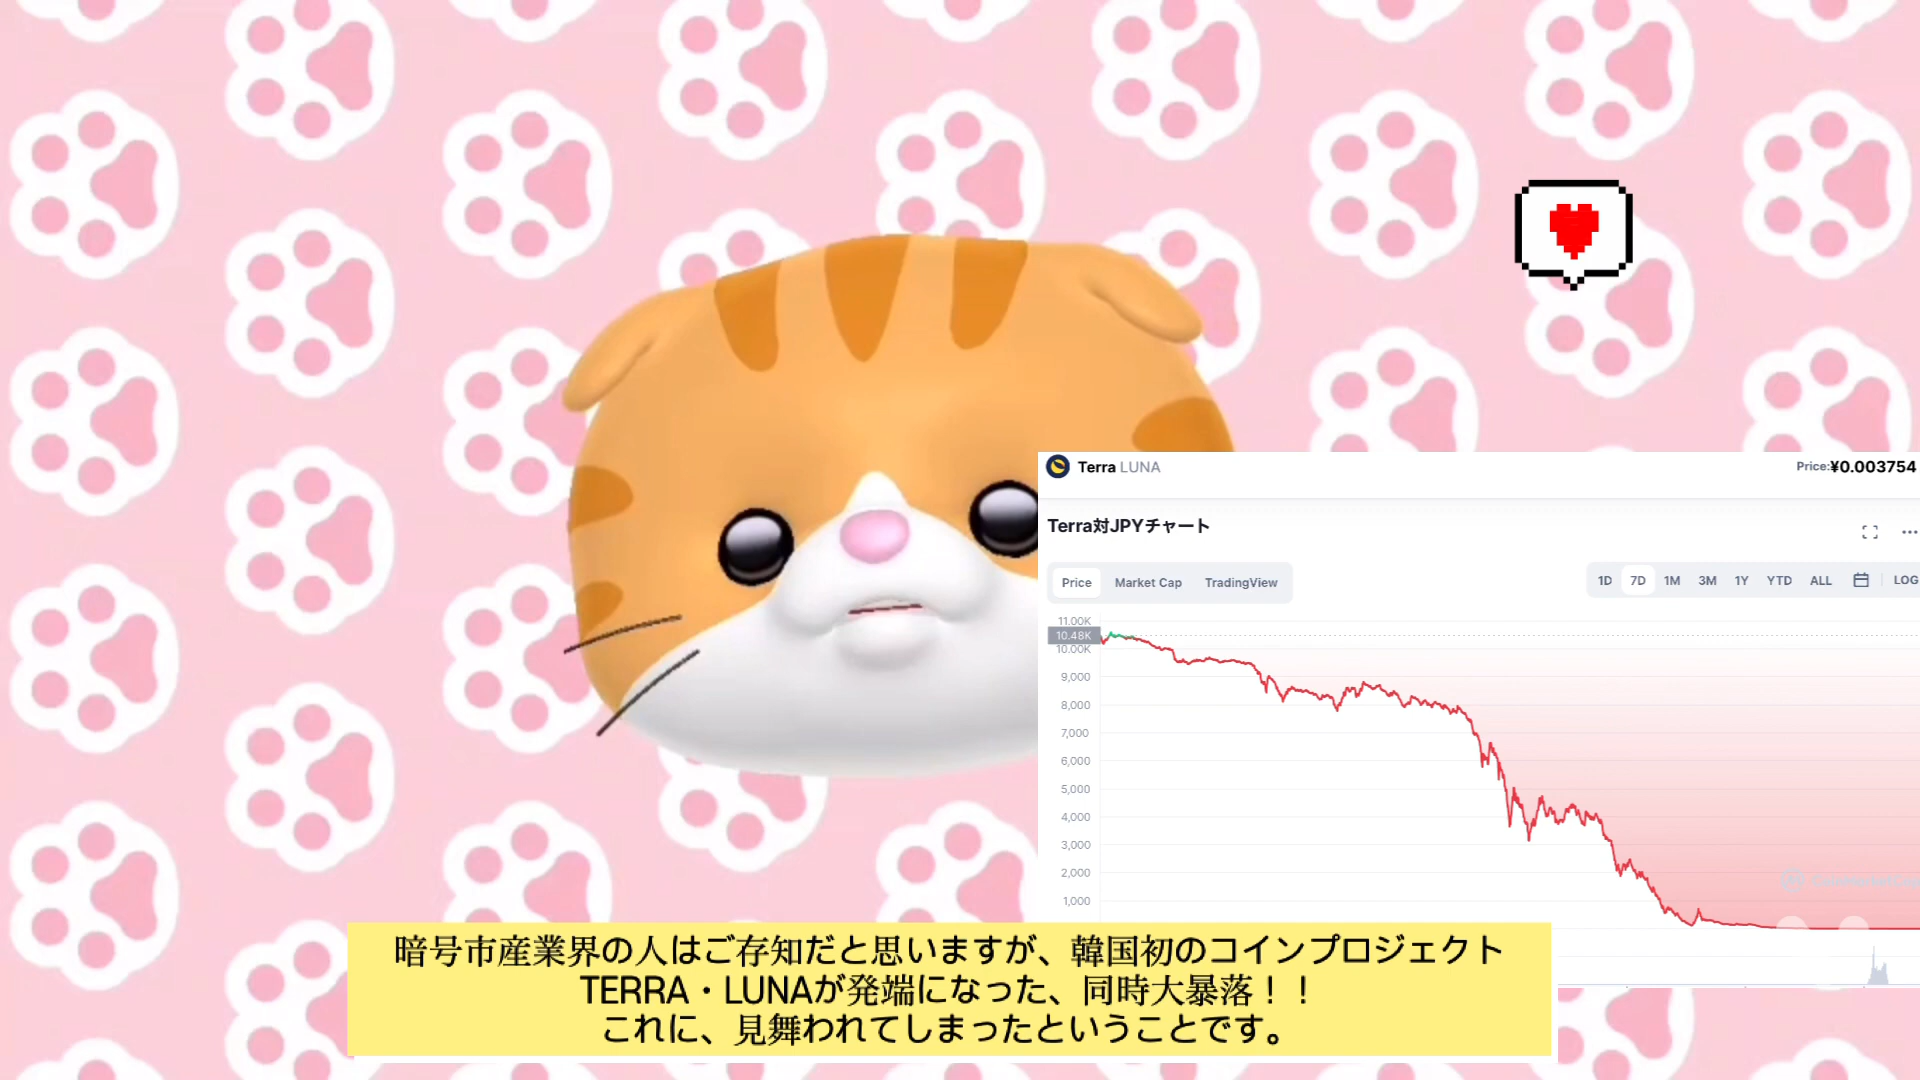 Terra LUNA
Price:¥0.003754
Terra対JPYチャート
Price Market Cap TradingView
1D 7D 1M 3M 1Y YTD ALL LOG
11.00K
10.48K
10.00K
9,000
8,000
7,000
6,000
5,000
4,000
3,000
2,000
1,000
暗号市産業界の人はご存知だと思いますが、韓国初のコインプロジェクト
TERRA・LUNAが発端になった、同時大暴落！！
これに、見舞われてしまったということです。